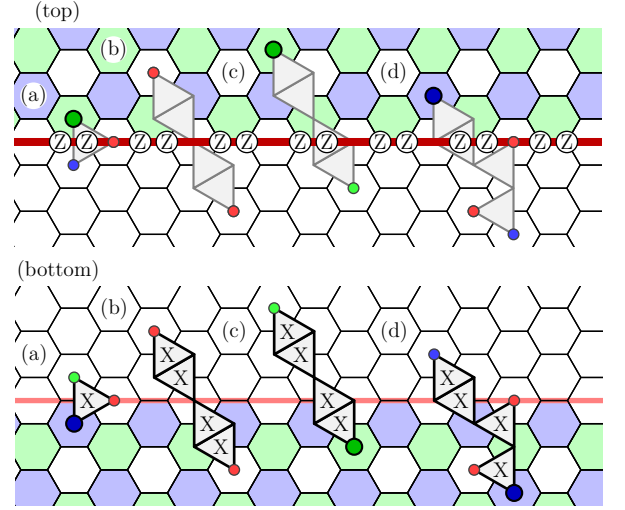 (top)
(b)
(c)
(d)
(a)
Z Z Z Z Z Z Z Z Z Z Z Z Z Z
(bottom)
(b)
(c)
(d)
(a)
X X X X X
X X X X
X X X
X X X